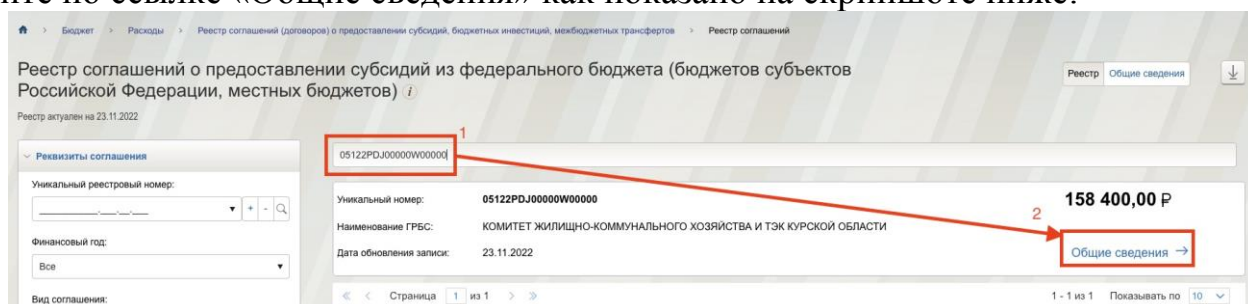 ите по ссылке «Общие сведения» как показано на скриншоте ниже.
Бюджет > Расходы > Реестр соглашений (договоров) о предоставлении субсидий, бюджетных инвестиций, межбюджетных трансфертов > Реестр соглашений
Реестр соглашений о предоставлении субсидий из федерального бюджета (бюджетов субъектов
Российской Федерации, местных бюджетов) i
Реестр Общие сведения
Реестр актуален на 23.11.2022
1
Реквизиты соглашения
05122PDJ00000W00000
Уникальный реестровый номер:
+ -
Финансовый год:
Все
Вид соглашения:
Уникальный номер: 05122PDJ00000W00000
158 400,00 ₽
2
Наименование ГРБС: КОМИТЕТ ЖИЛИЩНО-КОММУНАЛЬНОГО ХОЗЯЙСТВА И ТЭК КУРСКОЙ ОБЛАСТИ
Дата обновления записи: 23.11.2022
Общие сведения →
« < Страница 1 из 1 > »
1 - 1 из 1 Показывать по 10